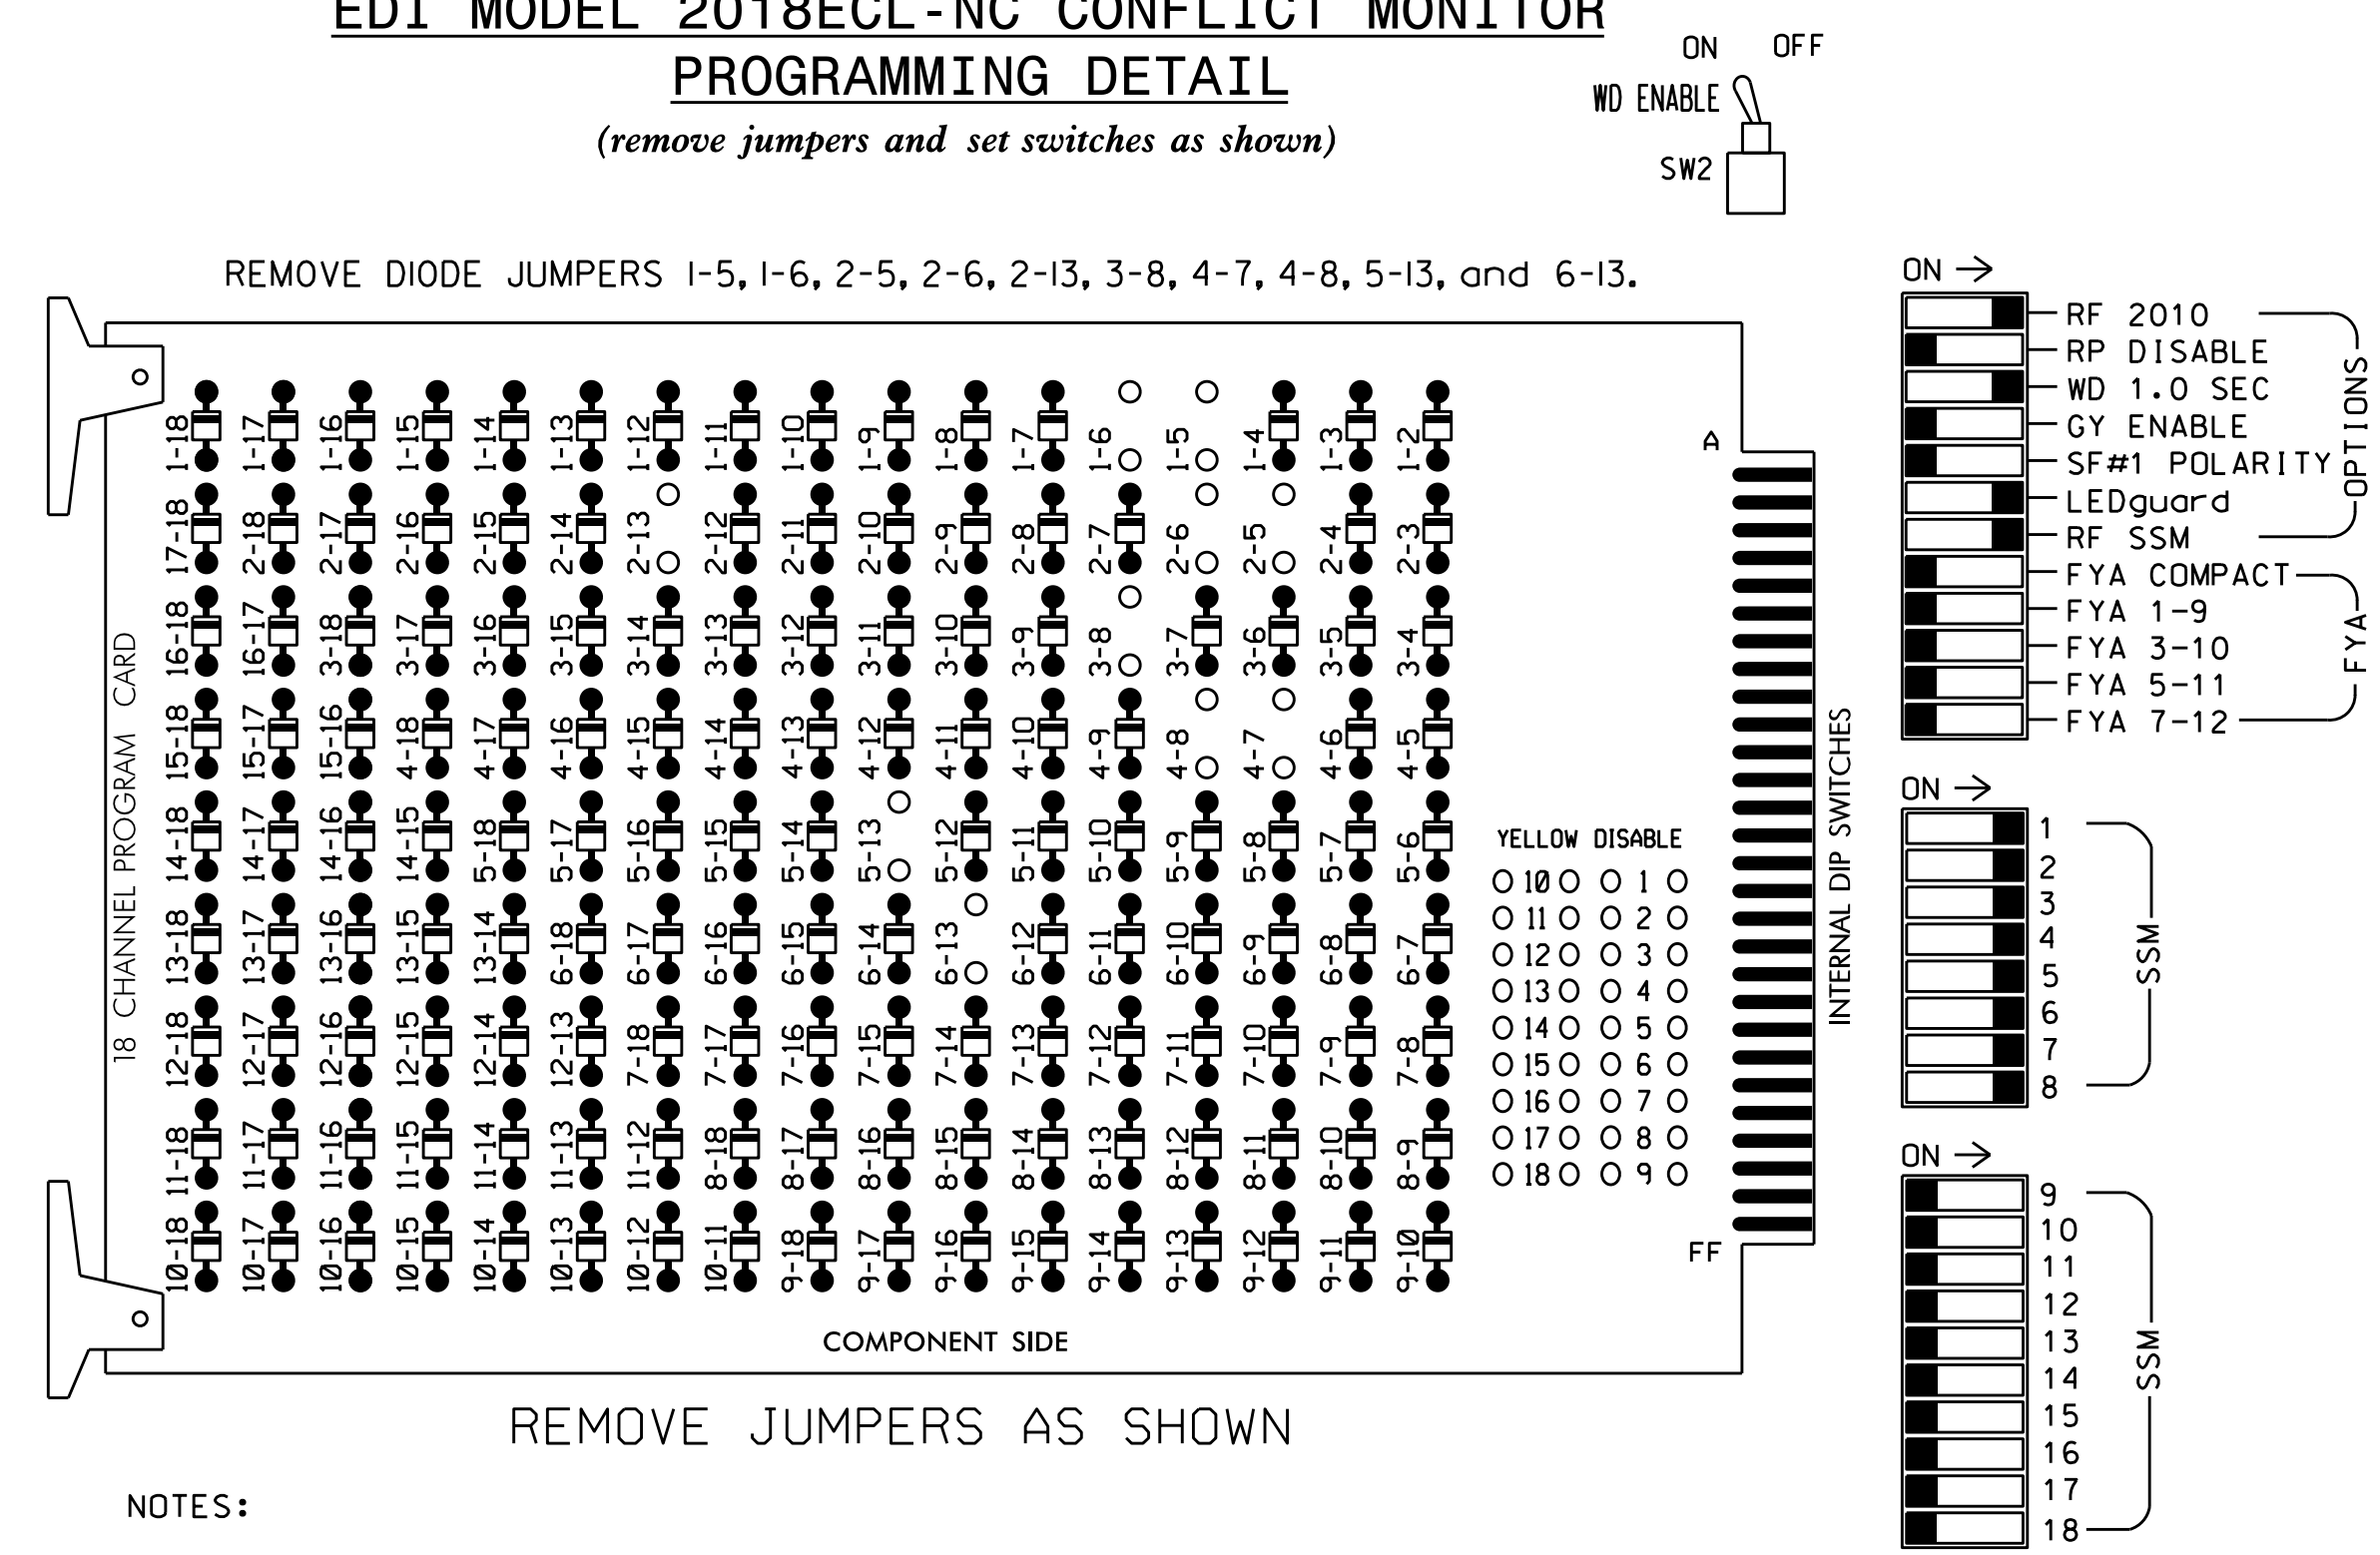 EDI MODEL 2018ECL-NC CONFLICT MONITOR
PROGRAMMING DETAIL
(remove jumpers and set switches as shown)
ON OFF
WD ENABLE
SW2
REMOVE DIODE JUMPERS 1-5, 1-6, 2-5, 2-6, 2-13, 3-8, 4-7, 4-8, 5-13, and 6-13.
18 CHANNEL PROGRAM CARD
1-18 1-17 1-16 1-15 1-14 1-13 1-12 1-11 1-10 1-9 1-8 1-7 1-6 1-5 1-4 1-3 1-2
17-18 2-18 2-17 2-16 2-15 2-14 2-13 2-12 2-11 2-10 2-9 2-8 2-7 2-6 2-5 2-4 2-3
16-18 16-17 3-18 3-17 3-16 3-15 3-14 3-13 3-12 3-11 3-10 3-9 3-8 3-7 3-6 3-5 3-4
15-18 15-17 15-16 4-18 4-17 4-16 4-15 4-14 4-13 4-12 4-11 4-10 4-9 4-8 4-7 4-6 4-5
14-18 14-17 14-16 14-15 5-18 5-17 5-16 5-15 5-14 5-13 5-12 5-11 5-10 5-9 5-8 5-7 5-6
13-18 13-17 13-16 13-15 13-14 6-18 6-17 6-16 6-15 6-14 6-13 6-12 6-11 6-10 6-9 6-8 6-7
12-18 12-17 12-16 12-15 12-14 12-13 7-18 7-17 7-16 7-15 7-14 7-13 7-12 7-11 7-10 7-9 7-8
11-18 11-17 11-16 11-15 11-14 11-13 11-12 8-18 8-17 8-16 8-15 8-14 8-13 8-12 8-11 8-10 8-9
10-18 10-17 10-16 10-15 10-14 10-13 10-12 10-11 9-18 9-17 9-16 9-15 9-14 9-13 9-12 9-11 9-10
A
YELLOW DISABLE
10 1
11 2
12 3
13 4
14 5
15 6
16 7
17 8
18 9
FF
COMPONENT SIDE
INTERNAL DIP SWITCHES
ON
RF 2010
RP DISABLE
WD 1.0 SEC
GY ENABLE
SF#1 POLARITY
LEDguard
RF SSM
OPTIONS
FYA COMPACT
FYA 1-9
FYA 3-10
FYA 5-11
FYA 7-12
FYA
ON
1
2
3
4
5
6
7
8
SSM
ON
9
10
11
12
13
14
15
16
17
18
SSM
REMOVE JUMPERS AS SHOWN
NOTES: